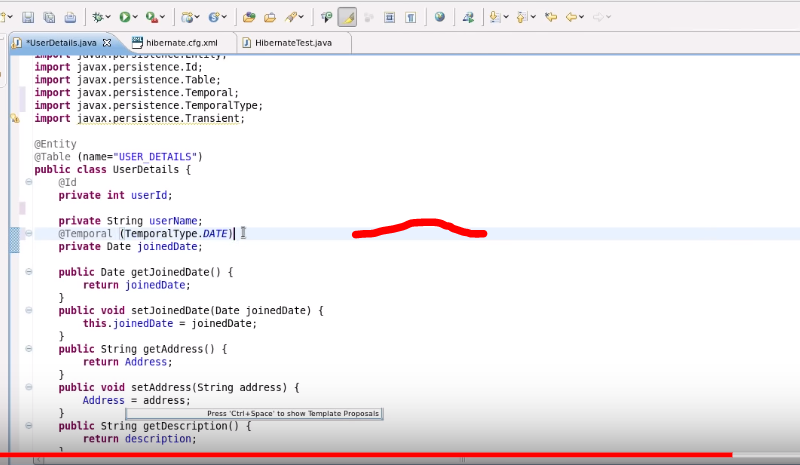 *UserDetails.java
hibernate.cfg.xml
HibernateTest.java
import javax.persistence.Entity;
import javax.persistence.Id;
import javax.persistence.Table;
import javax.persistence.Temporal;
import javax.persistence.TemporalType;
import javax.persistence.Transient;
@Entity
@Table (name="USER_DETAILS")
public class UserDetails {
@Id
private int userId;
private String userName;
@Temporal (TemporalType.DATE)
private Date joinedDate;
public Date getJoinedDate() {
return joinedDate;
}
public void setJoinedDate(Date joinedDate) {
this.joinedDate = joinedDate;
}
public String getAddress() {
return Address;
}
public void setAddress(String address) {
Address = address;
}
Press 'Ctrl+Space' to show Template Proposals
public String getDescription() {
return description;
}